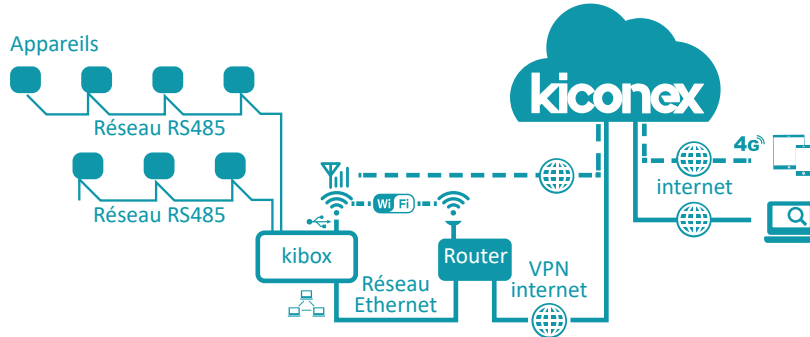 Appareils
kiconex
Réseau RS485
4G
internet
Réseau RS485
Wi Fi
kibox
Router
VPN
internet
Réseau
Ethernet